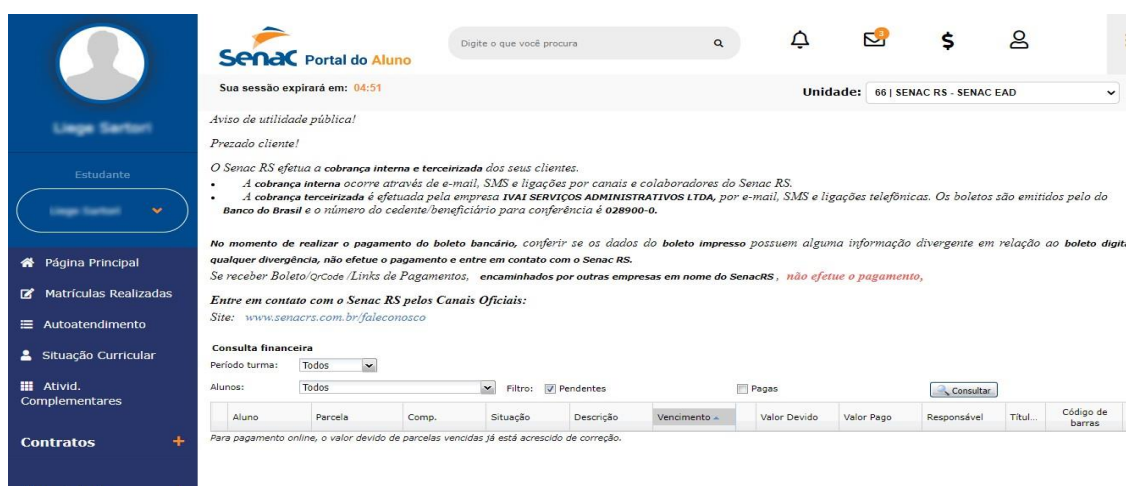 Senac Portal do Aluno
Digite o que você procura
3
Sua sessão expirará em: 04:51
Unidade: 66 | SENAC RS - SENAC EAD
Estudante
Página Principal
Matrículas Realizadas
Autoatendimento
Situação Curricular
Ativid.
Complementares
Contratos +
Aviso de utilidade pública!
Prezado cliente!
O Senac RS efetua a cobrança interna e terceirizada dos seus clientes.
• A cobrança interna ocorre através de e-mail, SMS e ligações por canais e colaboradores do Senac RS.
• A cobrança terceirizada é efetuada pela empresa IVAI SERVIÇOS ADMINISTRATIVOS LTDA, por e-mail, SMS e ligações telefônicas. Os boletos são emitidos pelo do
Banco do Brasil e o número do cedente/beneficiário para conferência é 028900-0.
No momento de realizar o pagamento do boleto bancário, conferir se os dados do boleto impresso possuem alguma informação divergente em relação ao boleto digita
qualquer divergência, não efetue o pagamento e entre em contato com o Senac RS.
Se receber Boleto/QrCode /Links de Pagamentos, encaminhados por outras empresas em nome do SenacRS , não efetue o pagamento,
Entre em contato com o Senac RS pelos Canais Oficiais:
Site: www.senacrs.com.br/faleconosco
Consulta financeira
Período turma: Todos
Alunos: Todos Filtro: Pendentes Pagas Consultar
Aluno Parcela Comp. Situação Descrição Vencimento Valor Devido Valor Pago Responsável Títul... Código de barras
Para pagamento online, o valor devido de parcelas vencidas já está acrescido de correção.